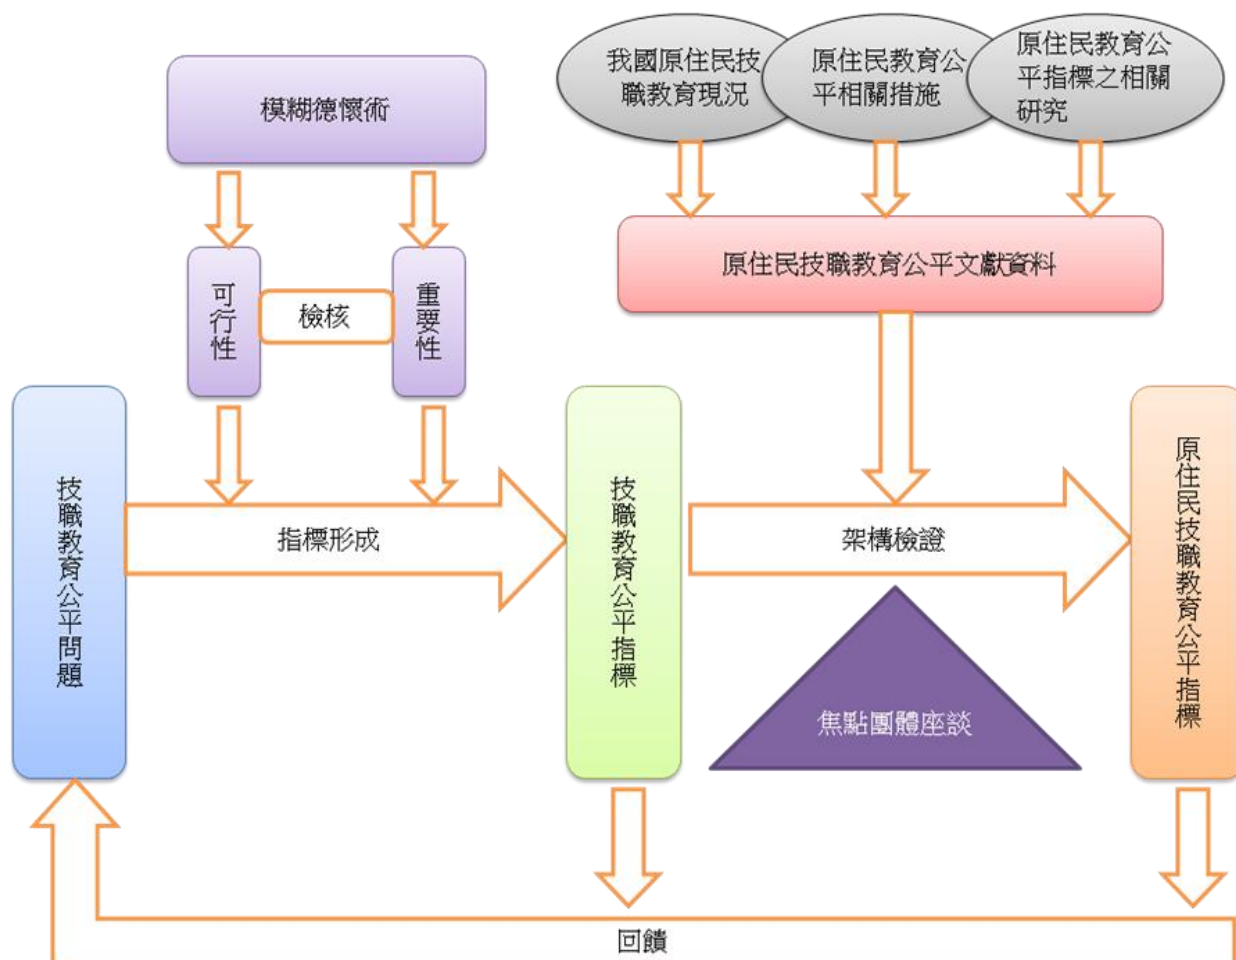 模糊德懷術
我國原住民技
職教育現況
原住民教育公
平相關措施
原住民教育公
平指標之相關
研究
原住民技職教育公平文獻資料
可行性
檢核
重要性
技職教育公平問題
指標形成
技職教育公平指標
架構檢證
原住民技職教育公平指標
焦點團體座談
回饋